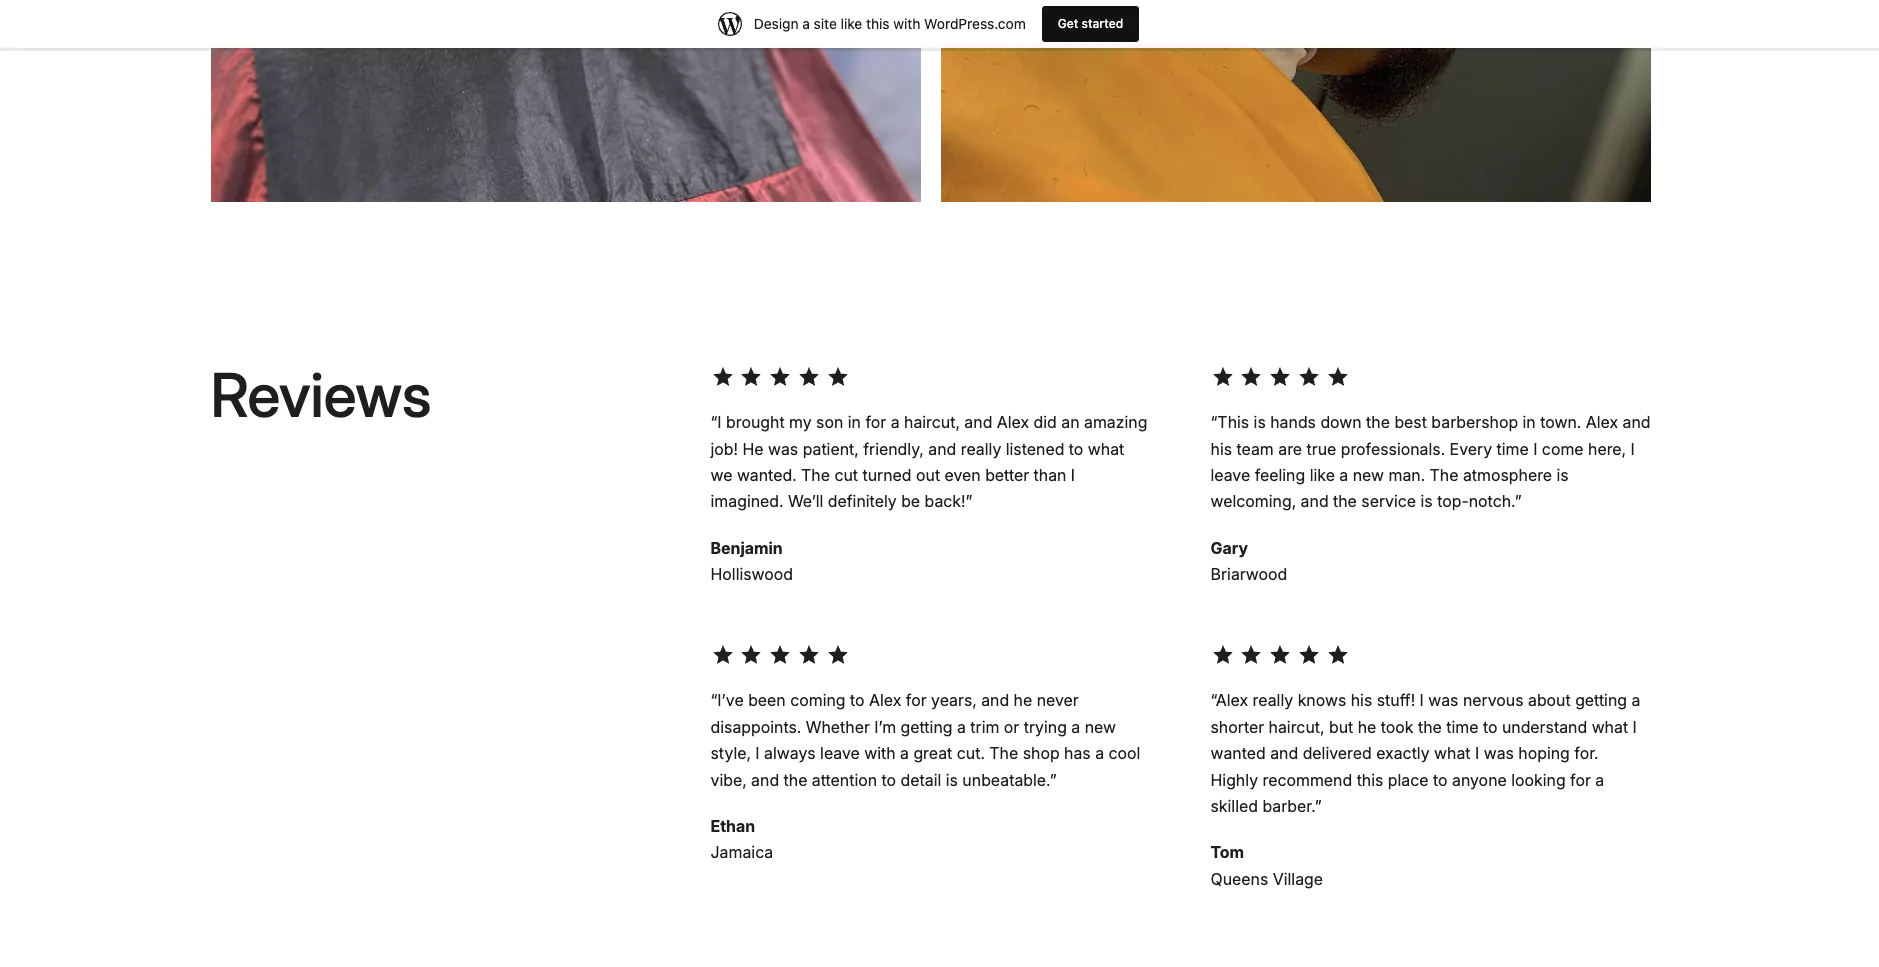 Design a site like this with WordPress.com
Get started
Reviews
“I brought my son in for a haircut, and Alex did an amazing
job! He was patient, friendly, and really listened to what
we wanted. The cut turned out even better than I
imagined. We’ll definitely be back!”
Benjamin
Holliswood
“This is hands down the best barbershop in town. Alex and
his team are true professionals. Every time I come here, I
leave feeling like a new man. The atmosphere is
welcoming, and the service is top-notch.”
Gary
Briarwood
“I’ve been coming to Alex for years, and he never
disappoints. Whether I’m getting a trim or trying a new
style, I always leave with a great cut. The shop has a cool
vibe, and the attention to detail is unbeatable.”
Ethan
Jamaica
“Alex really knows his stuff! I was nervous about getting a
shorter haircut, but he took the time to understand what I
wanted and delivered exactly what I was hoping for.
Highly recommend this place to anyone looking for a
skilled barber.”
Tom
Queens Village